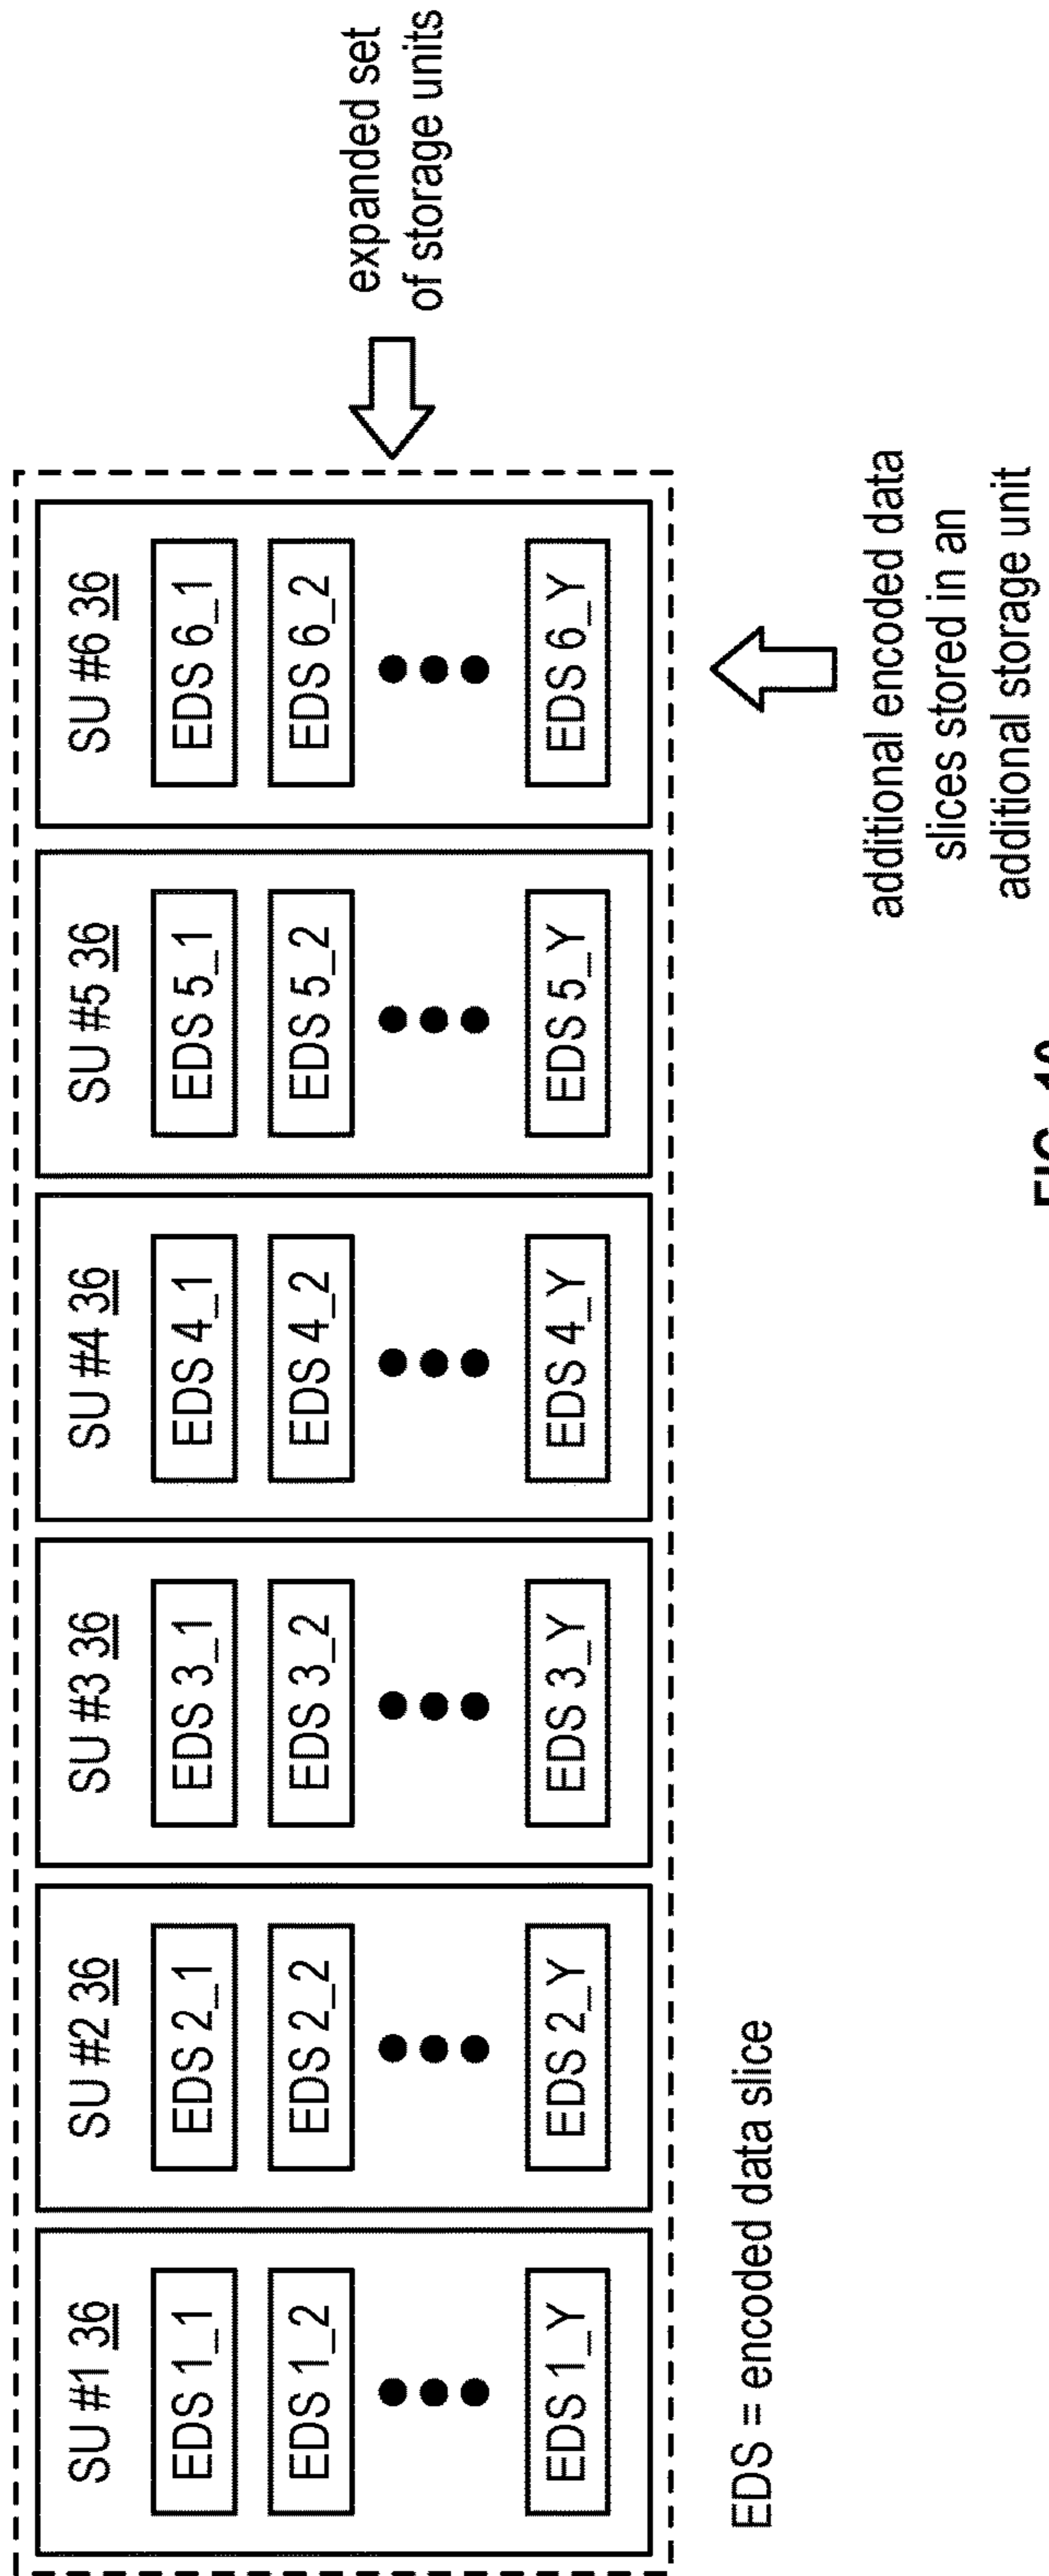 SU #1 36
EDS 1_1
EDS 1_2
EDS 1_Y
SU #2 36
EDS 2_1
EDS 2_2
EDS 2_Y
SU #3 36
EDS 3_1
EDS 3_2
EDS 3_Y
SU #4 36
EDS 4_1
EDS 4_2
EDS 4_Y
SU #5 36
EDS 5_1
EDS 5_2
EDS 5_Y
SU #6 36
EDS 6_1
EDS 6_2
EDS 6_Y
expanded set
of storage units
EDS = encoded data slice
additional encoded data
slices stored in an
additional storage unit